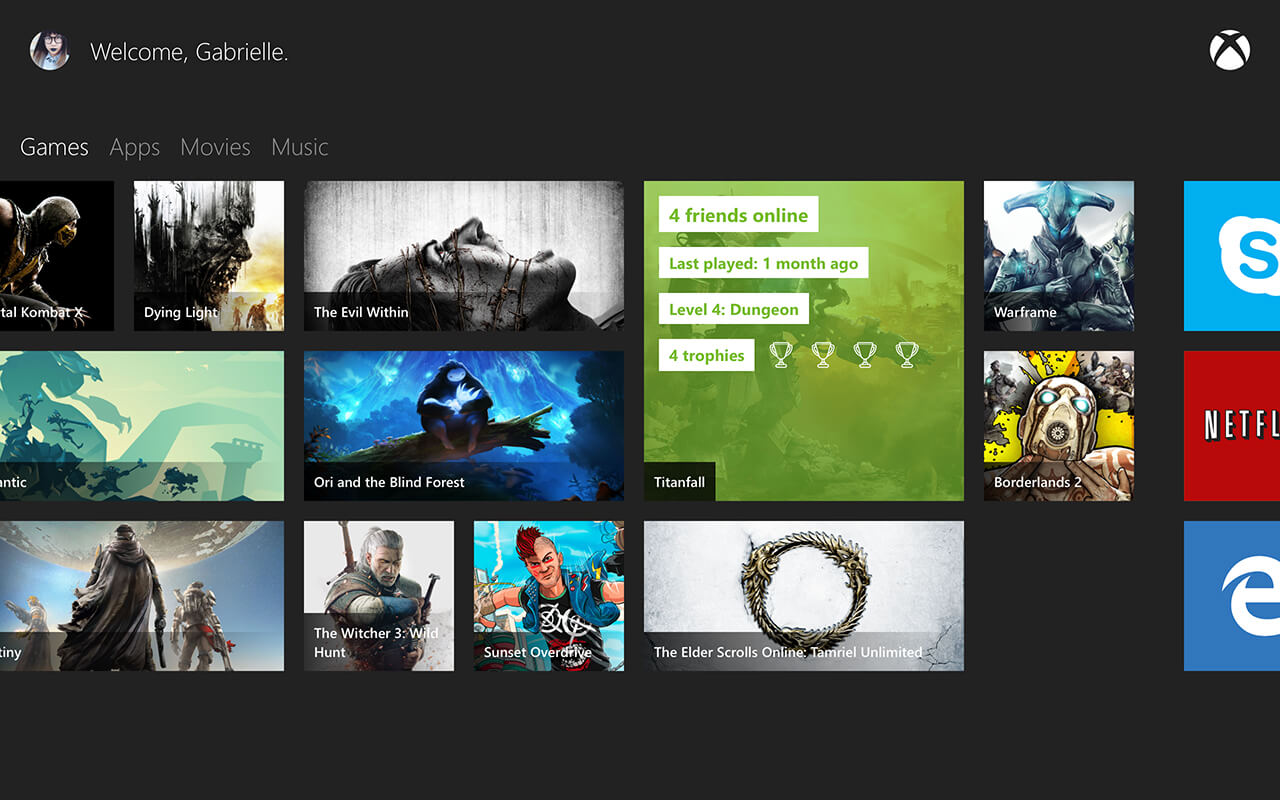 Welcome, Gabrielle.
Games Apps Movies Music
4 friends online
Last played: 1 month ago
Level 4: Dungeon
4 trophies
tal Kombat X
Dying Light
The Evil Within
Warframe
S
NETFL
antic
Ori and the Blind Forest
Titanfall
Borderlands 2
The Witcher 3: Wild
Hunt
tiny
Sunset Overdrive
The Elder Scrolls Online: Tamriel Unlimited